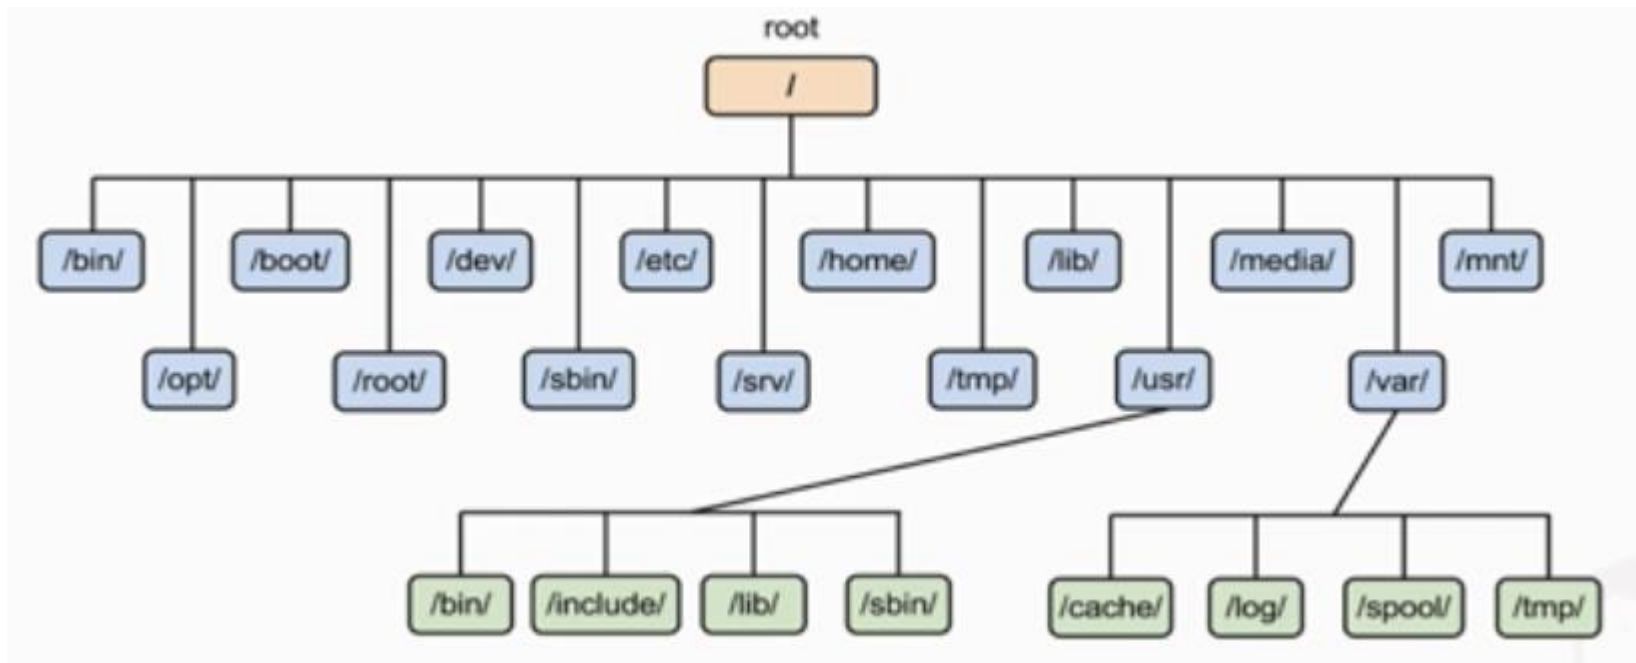 root
/
/bin/ /boot/ /dev/ /etc/ /home/ /lib/ /media/ /mnt/
/opt/ /root/ /sbin/ /srv/ /tmp/ /usr/ /var/
/bin/ /include/ /lib/ /sbin/ /cache/ /log/ /spool/ /tmp/